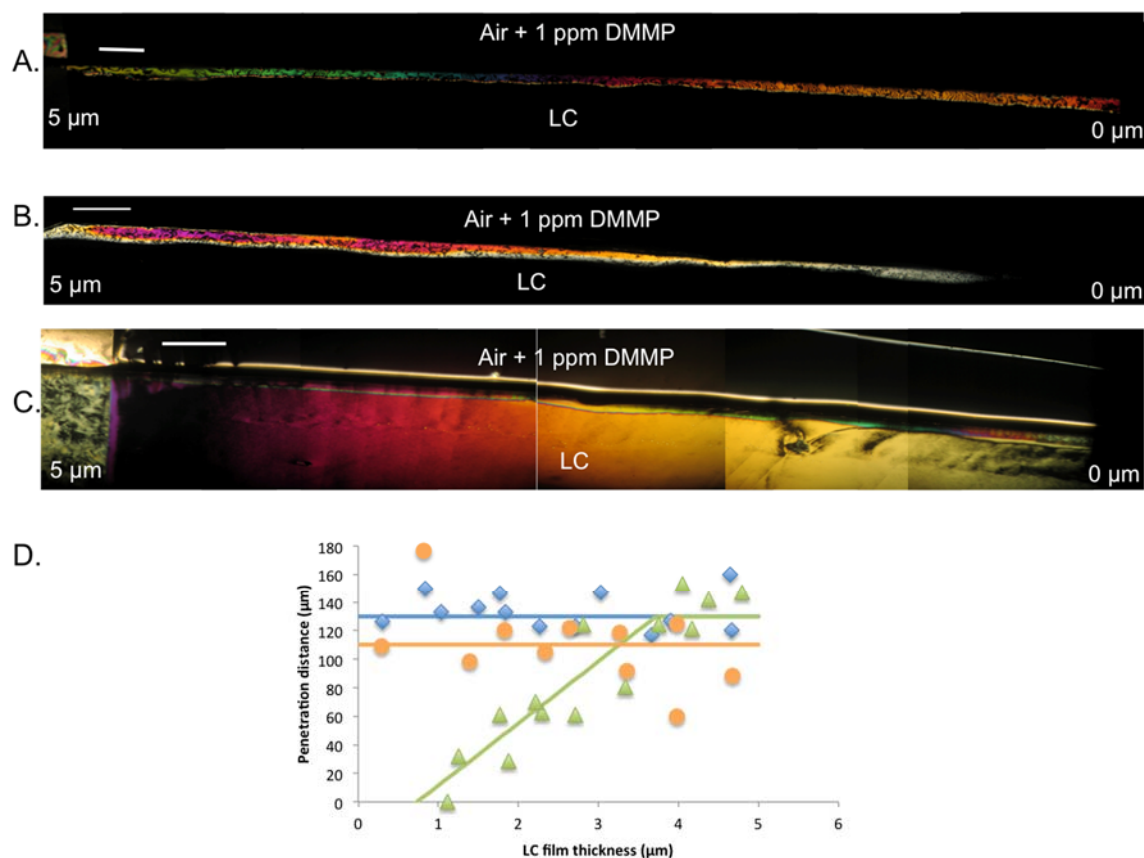 A.
Air + 1 ppm DMMP
5 µm
LC
0 µm
B.
Air + 1 ppm DMMP
5 µm
LC
0 µm
C.
Air + 1 ppm DMMP
5 µm
LC
0 µm
D.
Penetration distance (µm)
180
160
140
120
100
80
60
40
20
0
0 1 2 3 4 5 6
LC film thickness (µm)